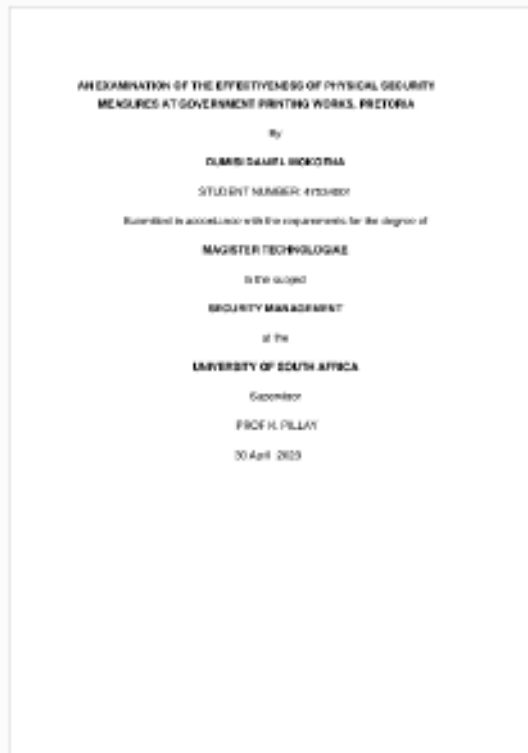 AN EXAMINATION OF THE EFFECTIVENESS OF PHYSICAL SECURITY
MEASURES AT GOVERNMENT PRINTING WORKS, PRETORIA
By
DANIEL
STUDENT NUMBER:
Submitted in accordance with the requirements for the degree of
MAGISTER TECHNOLOGIAE
in the subject
SECURITY MANAGEMENT
at the
UNIVERSITY OF SOUTH AFRICA
Supervisor
PROF K. PILLAY
30 April 2023